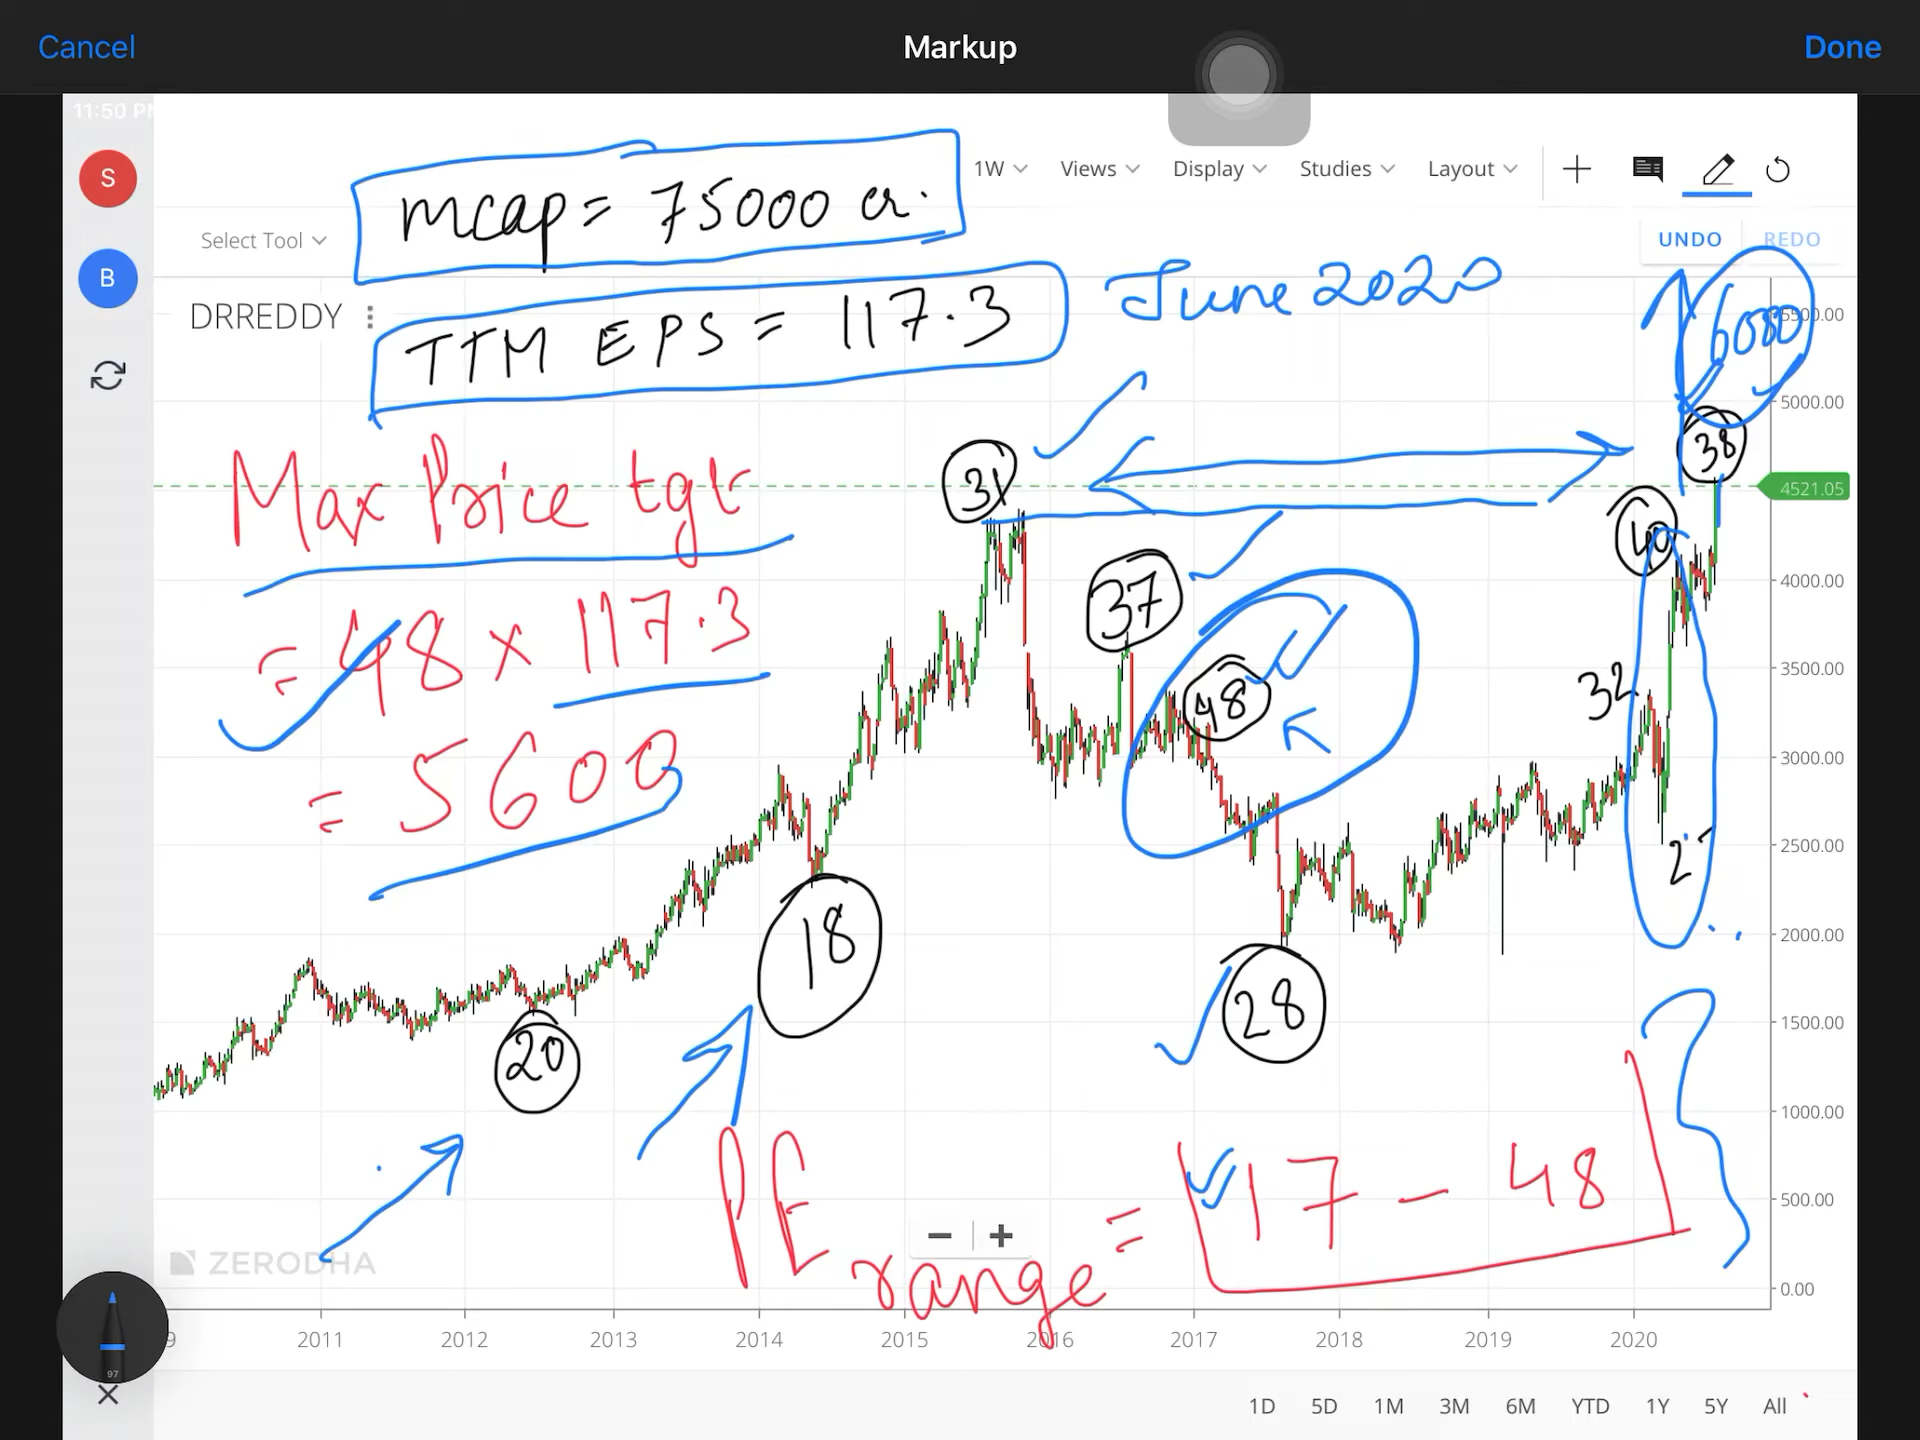 Cancel
Markup
Done
11:50 PM
S
B
mcap = 75000 cr.
1W
Views
Display
Studies
Layout
Select Tool
UNDO
REDO
DRREDDY
TTM EPS = 117.3
June 2020
6000
5500.00
5000.00
4521.05
4000.00
3500.00
3000.00
2500.00
2000.00
1500.00
1000.00
500.00
0.00
Max Price tgt
= 48 x 117.3
= 5600
31
38
40
37
48
32
18
28
20
PE range = 17 - 48
ZERODHA
97
2011
2012
2013
2014
2015
2016
2017
2018
2019
2020
1D
5D
1M
3M
6M
YTD
1Y
5Y
All